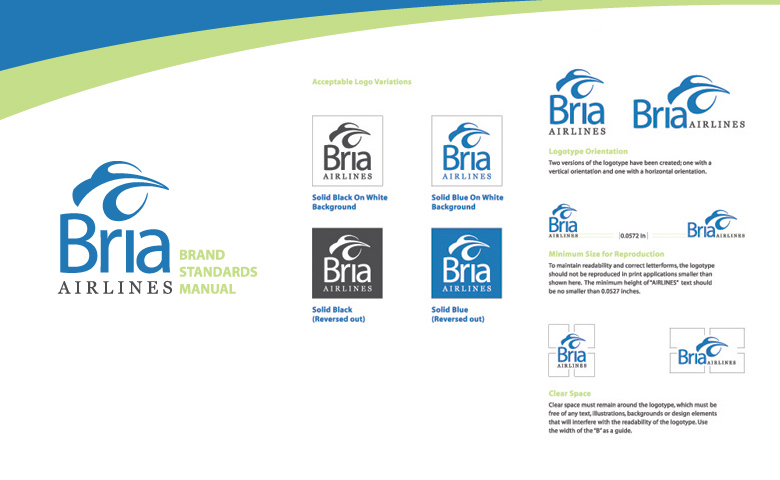 Bria
AIRLINES
BRAND
STANDARDS
MANUAL
Acceptable Logo Variations
Bria
AIRLINES
Solid Black On White
Background
Bria
AIRLINES
Solid Blue On White
Background
Bria
AIRLINES
Solid Black
(Reversed out)
Bria
AIRLINES
Solid Blue
(Reversed out)
Bria
AIRLINES
Bria AIRLINES
Logotype Orientation
Two versions of the logotype have been created; one with a
vertical orientation and one with a horizontal orientation.
Bria
AIRLINES
0.0572 in
Bria AIRLINES
Minimum Size for Reproduction
To maintain readability and correct letterforms, the logotype
should not be reproduced in print applications smaller than
shown here. The minimum height of "AIRLINES" text should
be no smaller than 0.0527 inches.
Bria
AIRLINES
Bria AIRLINES
Clear Space
Clear space must remain around the logotype, which must be
free of any text, illustrations, backgrounds or design elements
that will interfere with the readability of the logotype. Use
the width of the "B" as a guide.